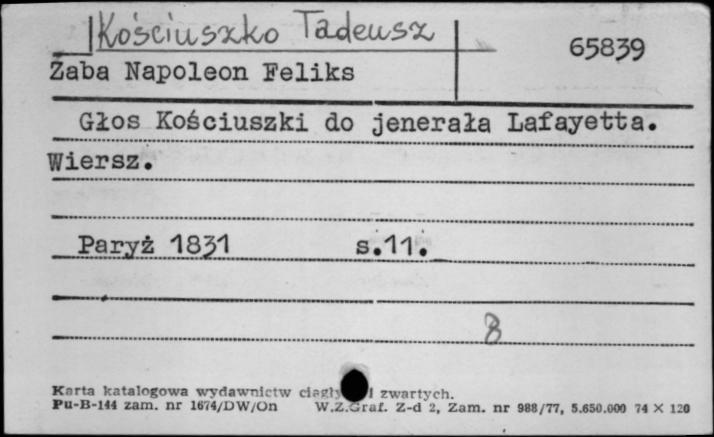 Kościuszko Tadeusz
65839
Żaba Napoleon Feliks
Głos Kościuszki do jenerała Lafayetta.
Wiersz.
Paryż 1831 s.11.
8
Karta katalogowa wydawnictw zwartych.
Pu-B-144 zam. nr 1674/DW/On W.Z.Graf. Z-d 2, Zam. nr 988/77, 5.650.000 74 X 120